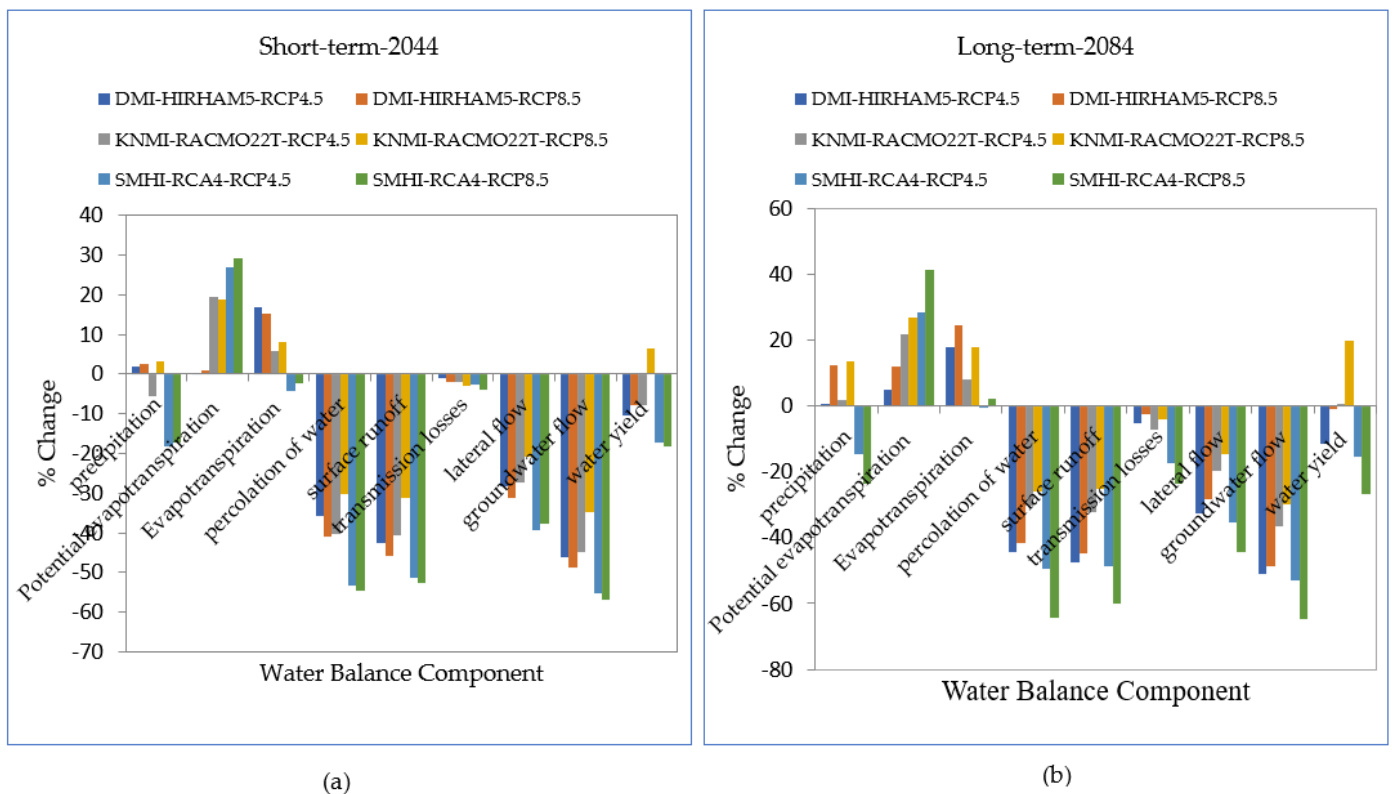 Short-term-2044
DMI-HIRHAM5-RCP4.5 DMI-HIRHAM5-RCP8.5
KNMI-RACMO22T-RCP4.5 KNMI-RACMO22T-RCP8.5
SMHI-RCA4-RCP4.5 SMHI-RCA4-RCP8.5
40
30
20
10
0
-10
-20
-30
-40
-50
-60
-70
% Change
precipitation
Potential evapotranspiration
Evapotranspiration
percolation of water
surface runoff
transmission losses
lateral flow
groundwater flow
water yield
Water Balance Component
(a)
Long-term-2084
DMI-HIRHAM5-RCP4.5 DMI-HIRHAM5-RCP8.5
KNMI-RACMO22T-RCP4.5 KNMI-RACMO22T-RCP8.5
SMHI-RCA4-RCP4.5 SMHI-RCA4-RCP8.5
60
40
20
0
-20
-40
-60
-80
% Change
precipitation
Potential evapotranspiration
Evapotranspiration
percolation of water
surface runoff
transmission losses
lateral flow
groundwater flow
water yield
Water Balance Component
(b)